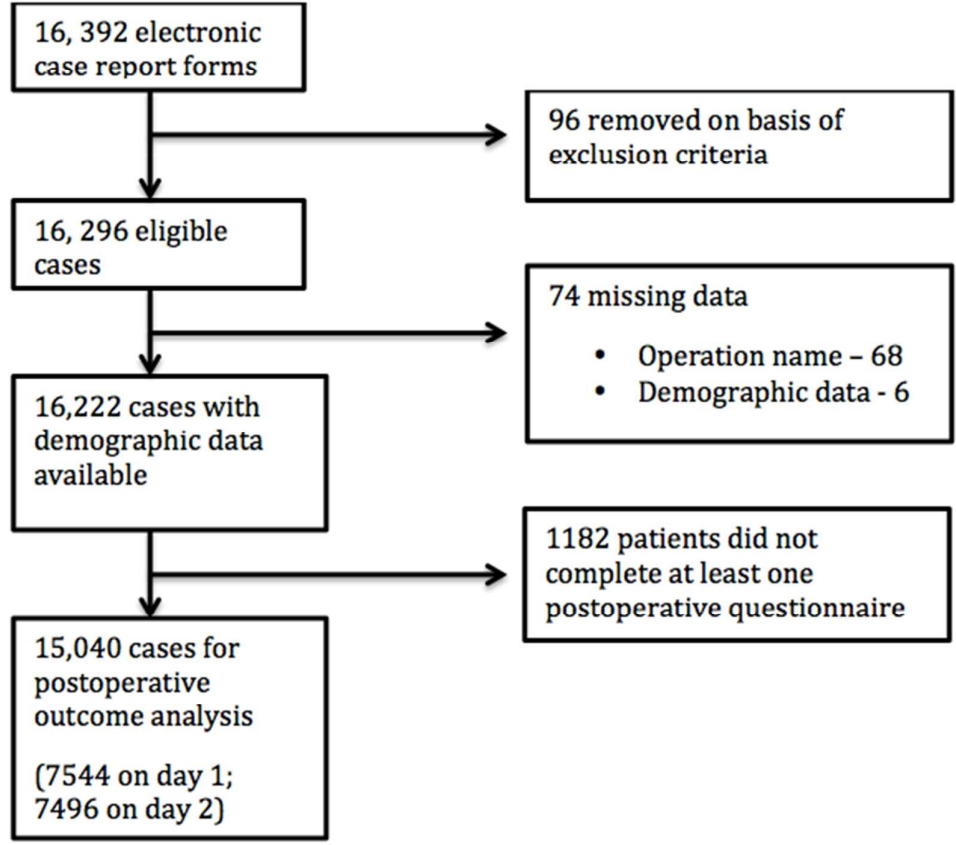 16, 392 electronic
case report forms
96 removed on basis of
exclusion criteria
16, 296 eligible
cases
74 missing data
• Operation name – 68
• Demographic data - 6
16,222 cases with
demographic data
available
1182 patients did not
complete at least one
postoperative questionnaire
15,040 cases for
postoperative
outcome analysis
(7544 on day 1;
7496 on day 2)